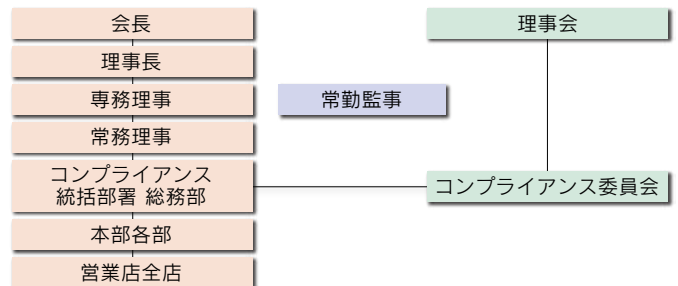 会長
理事長
専務理事
常務理事
コンプライアンス
統括部署 総務部
本部各部
営業店全店
常勤監事
理事会
コンプライアンス委員会